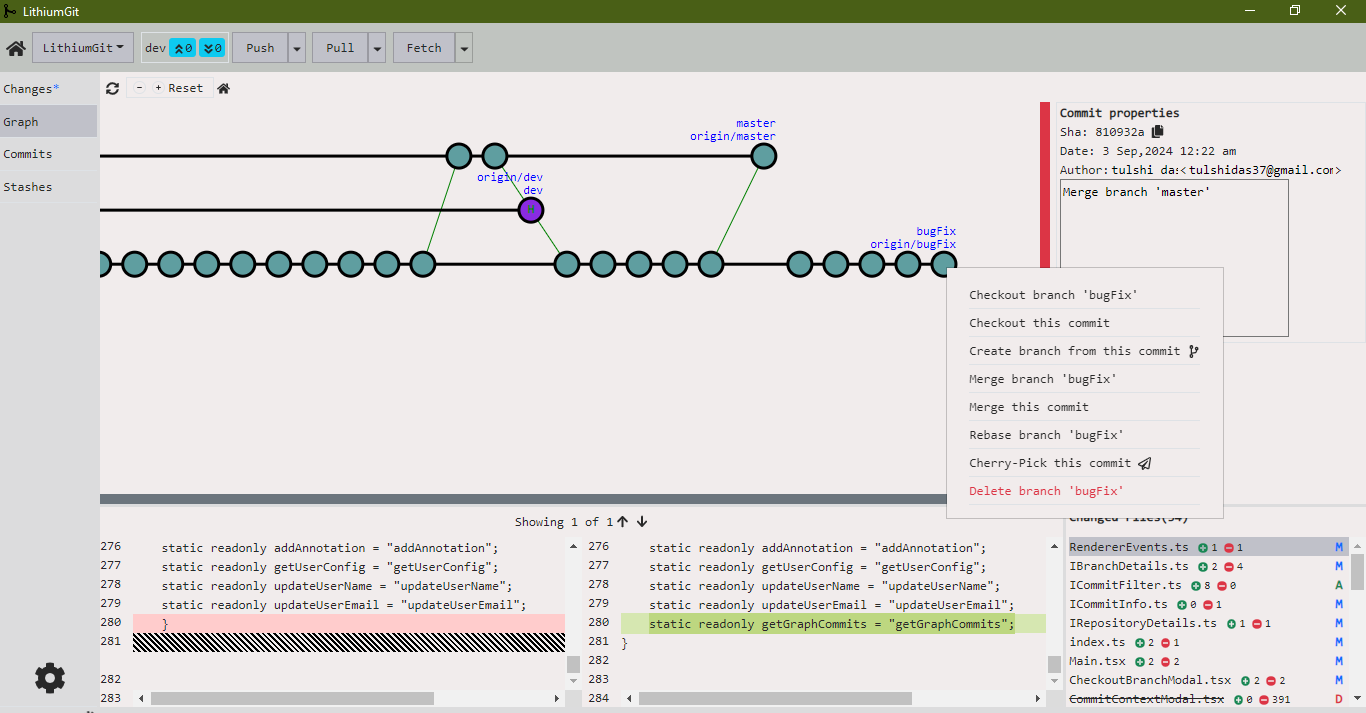 LithiumGit
LithiumGit
dev 0 0
Push
Pull
Fetch
Changes*
Graph
Commits
Stashes
- + Reset
master
origin/master
origin/dev
dev
H
bugFix
origin/bugFix
Commit properties
Sha: 810932a
Date: 3 Sep,2024 12:22 am
Author: tulshi das<tulshidas37@gmail.com>
Merge branch 'master'
Checkout branch 'bugFix'
Checkout this commit
Create branch from this commit
Merge branch 'bugFix'
Merge this commit
Rebase branch 'bugFix'
Cherry-Pick this commit
Delete branch 'bugFix'
Showing 1 of 1
276 static readonly addAnnotation = "addAnnotation";
277 static readonly getUserConfig = "getUserConfig";
278 static readonly updateUserName = "updateUserName";
279 static readonly updateUserEmail = "updateUserEmail";
280 }
281
282
283
276 static readonly addAnnotation = "addAnnotation";
277 static readonly getUserConfig = "getUserConfig";
278 static readonly updateUserName = "updateUserName";
279 static readonly updateUserEmail = "updateUserEmail";
280 static readonly getGraphCommits = "getGraphCommits";
281 }
282
283
284
Changed Files(54)
RendererEvents.ts 1 1 M
IBranchDetails.ts 2 4 M
ICommitFilter.ts 8 0 A
ICommitInfo.ts 0 1 M
IRepositoryDetails.ts 1 1 M
index.ts 2 1 M
Main.tsx 2 2 M
CheckoutBranchModal.tsx 2 2 M
CommitContextModal.tsx 0 391 D